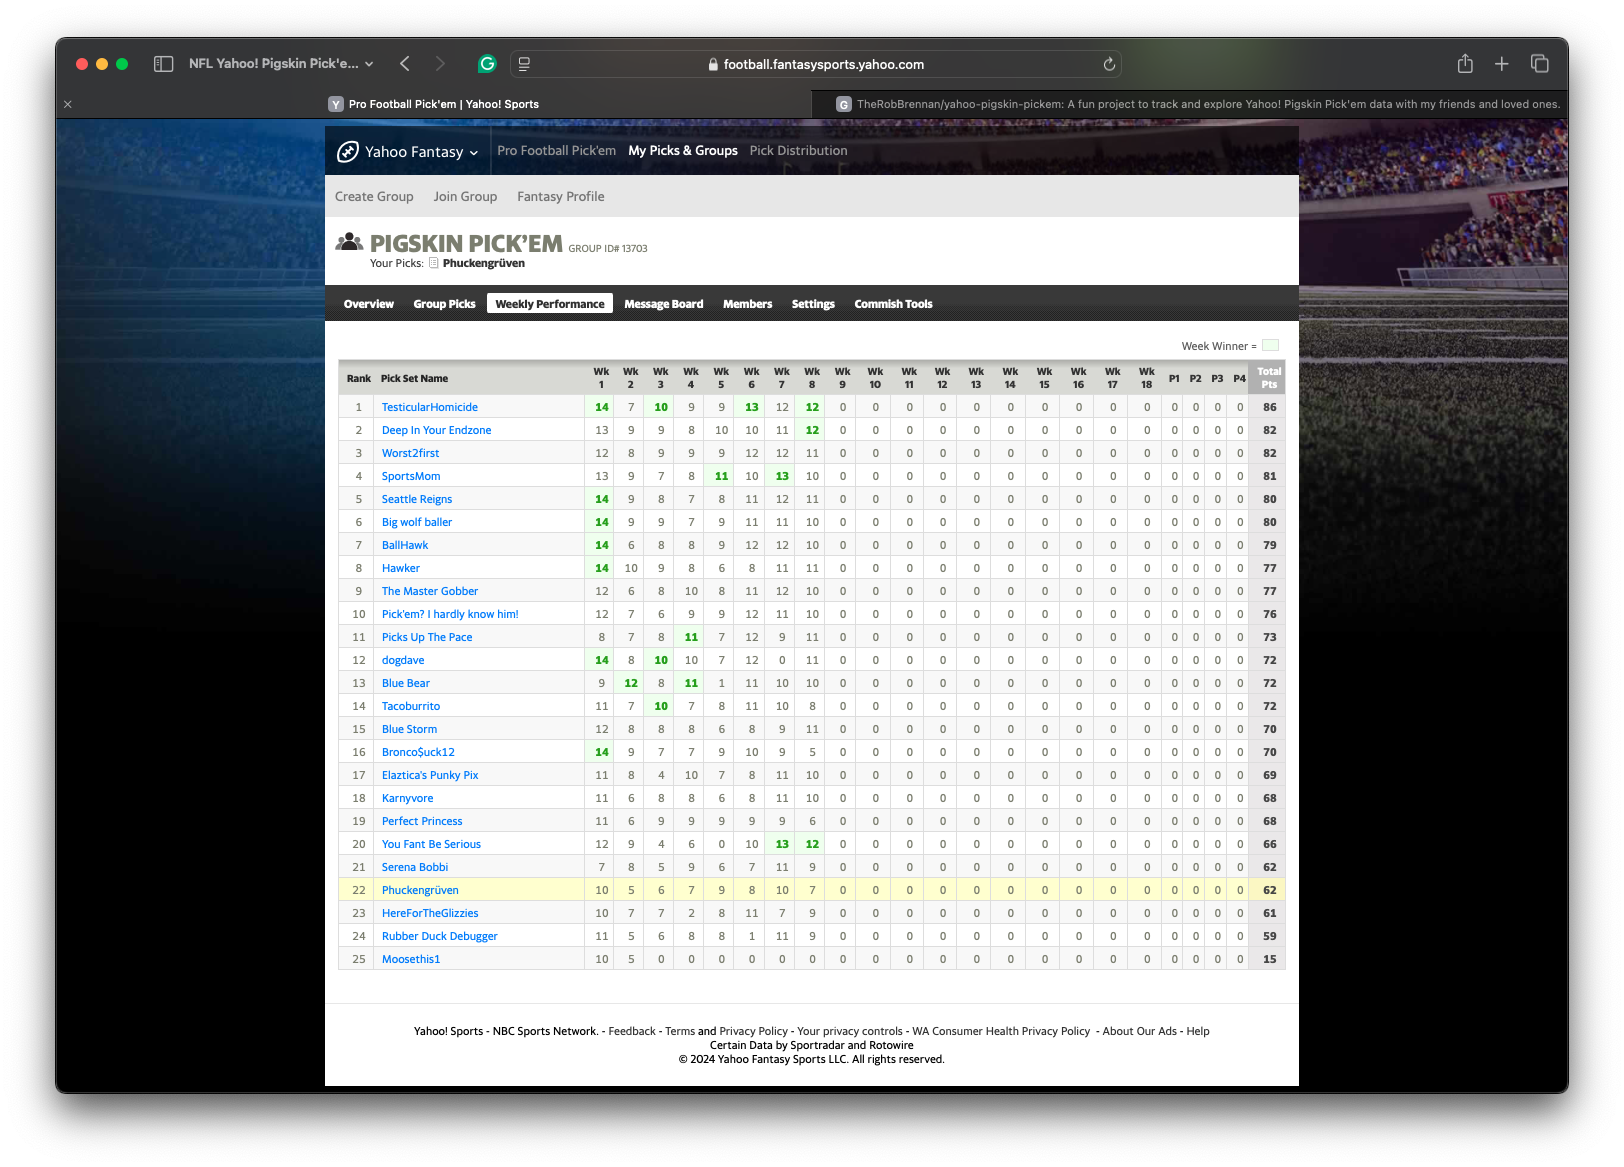 NFL Yahoo! Pigskin Pick'e...
football.fantasysports.yahoo.com
Pro Football Pick'em | Yahoo! Sports
TheRobBrennan/yahoo-pigskin-pickem: A fun project to track and explore Yahoo! Pigskin Pick'em data with my friends and loved ones.
Yahoo Fantasy Pro Football Pick'em My Picks & Groups Pick Distribution
Create Group Join Group Fantasy Profile
PIGSKIN PICK'EM GROUP ID# 13703
Your Picks: Phuckengrüven
Overview Group Picks Weekly Performance Message Board Members Settings Commish Tools
Week Winner =
Rank Pick Set Name Wk 1 Wk 2 Wk 3 Wk 4 Wk 5 Wk 6 Wk 7 Wk 8 Wk 9 Wk 10 Wk 11 Wk 12 Wk 13 Wk 14 Wk 15 Wk 16 Wk 17 Wk 18 P1 P2 P3 P4 Total Pts
1 TesticularHomicide 14 7 10 9 9 13 12 12 0 0 0 0 0 0 0 0 0 0 0 0 0 0 86
2 Deep In Your Endzone 13 9 9 8 10 10 11 12 0 0 0 0 0 0 0 0 0 0 0 0 0 0 82
3 Worst2first 12 8 9 9 9 12 12 11 0 0 0 0 0 0 0 0 0 0 0 0 0 0 82
4 SportsMom 13 9 7 8 11 10 13 10 0 0 0 0 0 0 0 0 0 0 0 0 0 0 81
5 Seattle Reigns 14 9 8 7 8 11 12 11 0 0 0 0 0 0 0 0 0 0 0 0 0 0 80
6 Big wolf baller 14 9 9 7 9 11 11 10 0 0 0 0 0 0 0 0 0 0 0 0 0 0 80
7 BallHawk 14 6 8 8 9 12 12 10 0 0 0 0 0 0 0 0 0 0 0 0 0 0 79
8 Hawker 14 10 9 8 6 8 11 11 0 0 0 0 0 0 0 0 0 0 0 0 0 0 77
9 The Master Gobber 12 6 8 10 8 11 12 10 0 0 0 0 0 0 0 0 0 0 0 0 0 0 77
10 Pick'em? I hardly know him! 12 7 6 9 9 12 11 10 0 0 0 0 0 0 0 0 0 0 0 0 0 0 76
11 Picks Up The Pace 8 7 8 11 7 12 9 11 0 0 0 0 0 0 0 0 0 0 0 0 0 0 73
12 dogdave 14 8 10 10 7 12 0 11 0 0 0 0 0 0 0 0 0 0 0 0 0 0 72
13 Blue Bear 9 12 8 11 1 11 10 10 0 0 0 0 0 0 0 0 0 0 0 0 0 0 72
14 Tacoburrito 11 7 10 7 8 11 10 8 0 0 0 0 0 0 0 0 0 0 0 0 0 0 72
15 Blue Storm 12 8 8 8 6 8 9 11 0 0 0 0 0 0 0 0 0 0 0 0 0 0 70
16 Bronco$uck12 14 9 7 7 9 10 9 5 0 0 0 0 0 0 0 0 0 0 0 0 0 0 70
17 Elaztica's Punky Pix 11 8 4 10 7 8 11 10 0 0 0 0 0 0 0 0 0 0 0 0 0 0 69
18 Karnyvore 11 6 8 8 6 8 11 10 0 0 0 0 0 0 0 0 0 0 0 0 0 0 68
19 Perfect Princess 11 6 9 9 9 9 9 6 0 0 0 0 0 0 0 0 0 0 0 0 0 0 68
20 You Fant Be Serious 12 9 4 6 0 10 13 12 0 0 0 0 0 0 0 0 0 0 0 0 0 0 66
21 Serena Bobbi 7 8 5 9 6 7 11 9 0 0 0 0 0 0 0 0 0 0 0 0 0 0 62
22 Phuckengrüven 10 5 6 7 9 8 10 7 0 0 0 0 0 0 0 0 0 0 0 0 0 0 62
23 HereForTheGlizzies 10 7 7 2 8 11 7 9 0 0 0 0 0 0 0 0 0 0 0 0 0 0 61
24 Rubber Duck Debugger 11 5 6 8 8 1 11 9 0 0 0 0 0 0 0 0 0 0 0 0 0 0 59
25 Moosethis1 10 5 0 0 0 0 0 0 0 0 0 0 0 0 0 0 0 0 0 0 0 0 15
Yahoo! Sports - NBC Sports Network. - Feedback - Terms and Privacy Policy - Your privacy controls - WA Consumer Health Privacy Policy - About Our Ads - Help
Certain Data by Sportradar and Rotowire
© 2024 Yahoo Fantasy Sports LLC. All rights reserved.